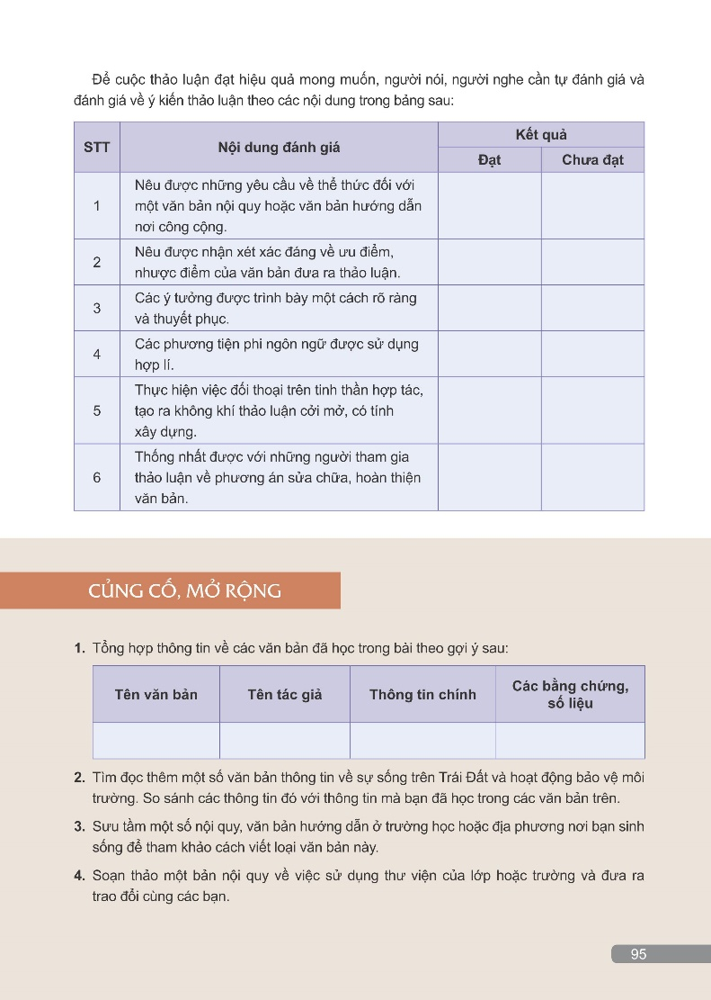 Để cuộc thảo luận đạt hiệu quả mong muốn, người nói, người nghe cần tự đánh giá và
đánh giá về ý kiến thảo luận theo các nội dung trong bảng sau:
STT
Nội dung đánh giá
Kết quả
Đạt
Chưa đạt
1
Nêu được những yêu cầu về thể thức đối với
một văn bản nội quy hoặc văn bản hướng dẫn
nơi công cộng.
2
Nêu được nhận xét xác đáng về ưu điểm,
nhược điểm của văn bản đưa ra thảo luận.
3
Các ý tưởng được trình bày một cách rõ ràng
và thuyết phục.
4
Các phương tiện phi ngôn ngữ được sử dụng
hợp lí.
5
Thực hiện việc đối thoại trên tinh thần hợp tác,
tạo ra không khí thảo luận cởi mở, có tính
xây dựng.
6
Thống nhất được với những người tham gia
thảo luận về phương án sửa chữa, hoàn thiện
văn bản.
CỦNG CỐ, MỞ RỘNG
1. Tổng hợp thông tin về các văn bản đã học trong bài theo gợi ý sau:
Tên văn bản
Tên tác giả
Thông tin chính
Các bằng chứng,
số liệu
2. Tìm đọc thêm một số văn bản thông tin về sự sống trên Trái Đất và hoạt động bảo vệ môi
trường. So sánh các thông tin đó với thông tin mà bạn đã học trong các văn bản trên.
3. Sưu tầm một số nội quy, văn bản hướng dẫn ở trường học hoặc địa phương nơi bạn sinh
sống để tham khảo cách viết loại văn bản này.
4. Soạn thảo một bản nội quy về việc sử dụng thư viện của lớp hoặc trường và đưa ra
trao đổi cùng các bạn.
95